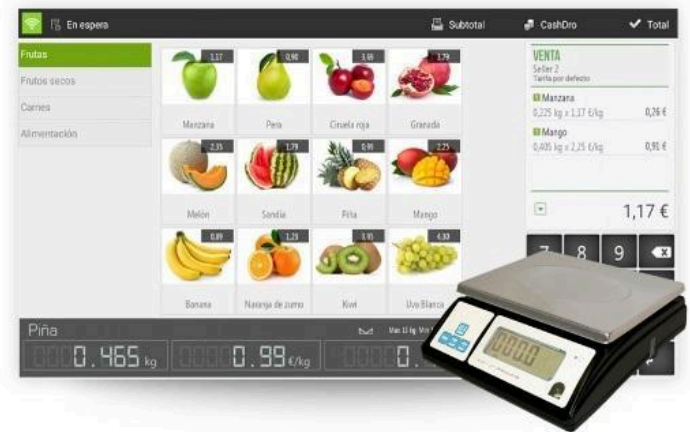 En espera
Subtotal
CashDro
Total
Frutas
Frutos secos
Carnes
Alimentación
1,17
0,90
3,79
Manzana
Pera
Ciruela roja
Granada
2,35
1,79
0,95
2,25
Melón
Sandía
Piña
Mango
0,89
1,29
3,95
4,30
Banana
Naranja de zumo
Kiwi
Uva Blanca
VENTA
Seller 2
Tarifa por defecto
Manzana
0,225 kg x 1,17 €/kg 0,26 €
Mango
0,405 kg x 2,25 €/kg 0,91 €
1,17 €
7 8 9
Piña
0.465 kg
0.99 €/kg